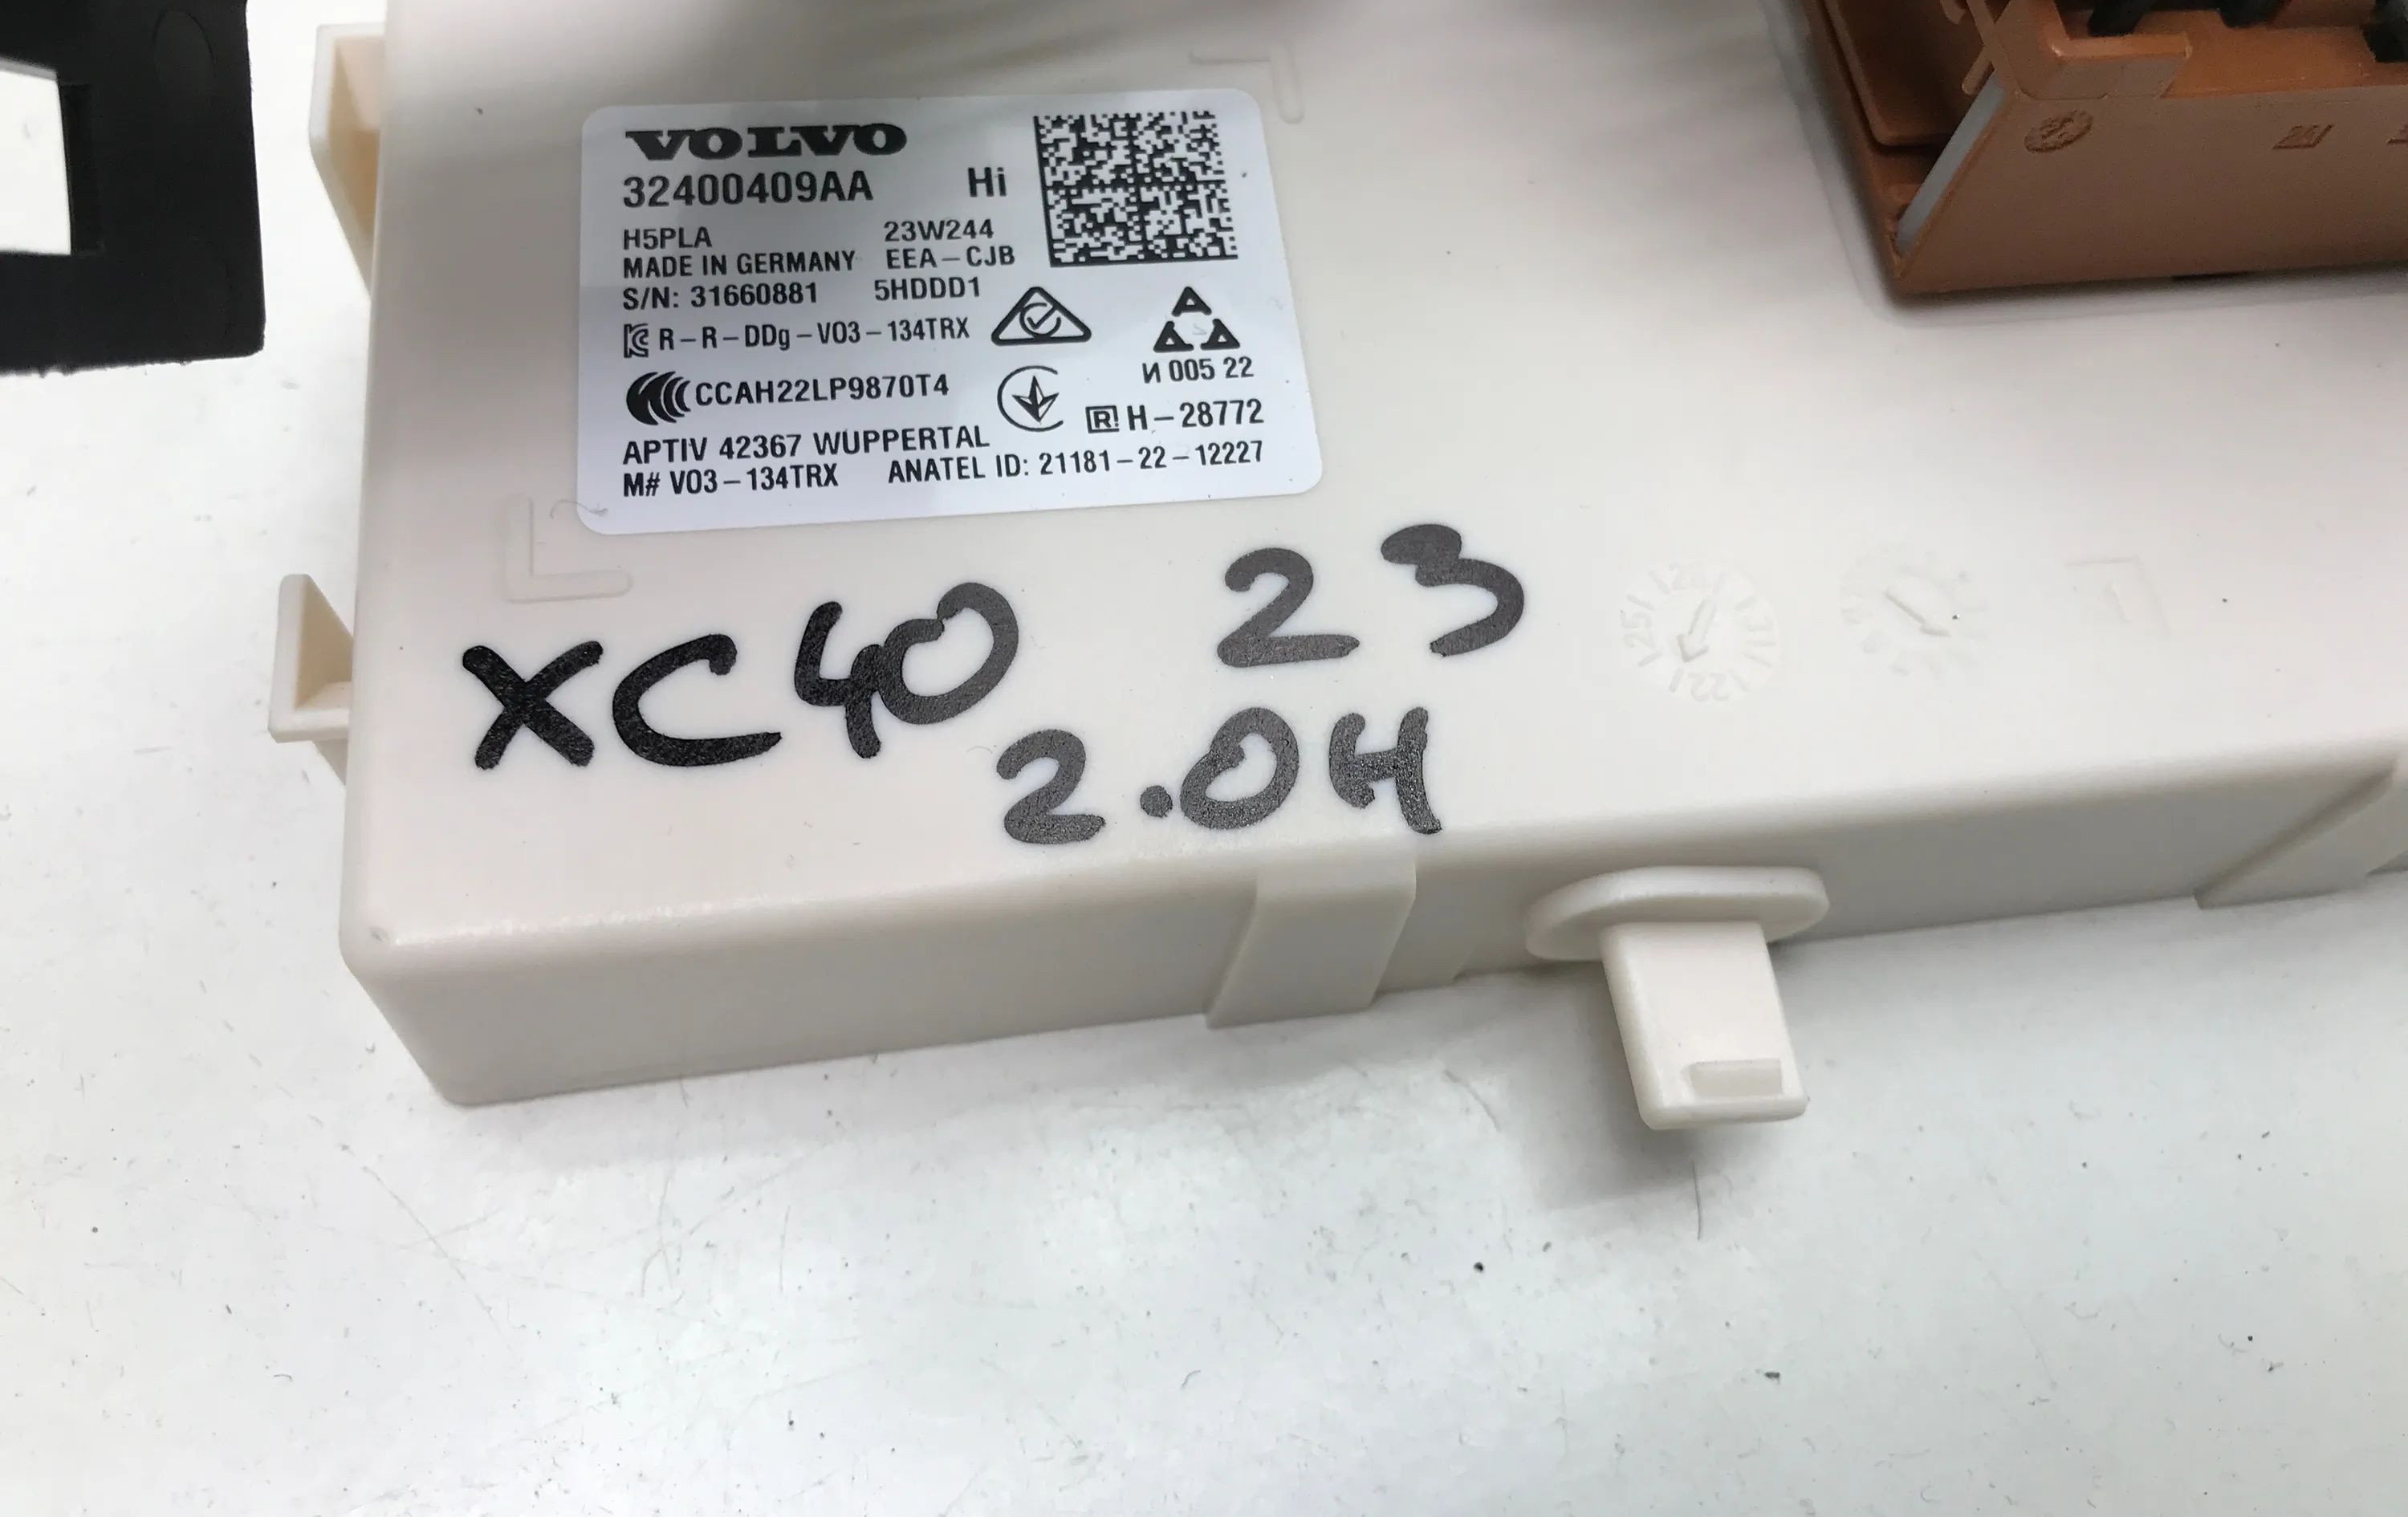 VOLVO
32400409AA Hi
H5PLA 23W244
MADE IN GERMANY EEA-CJB
S/N: 31660881 5HDDD1
R-R-DDg-V03-134TRX
CCAH22LP9870T4
И 005 22
R H-28772
APTIV 42367 WUPPERTAL
M# V03-134TRX ANATEL ID: 21181-22-12227
XC40 23
2.0H